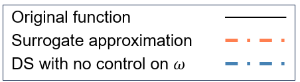 Original function
Surrogate approximation
DS with no control on ω